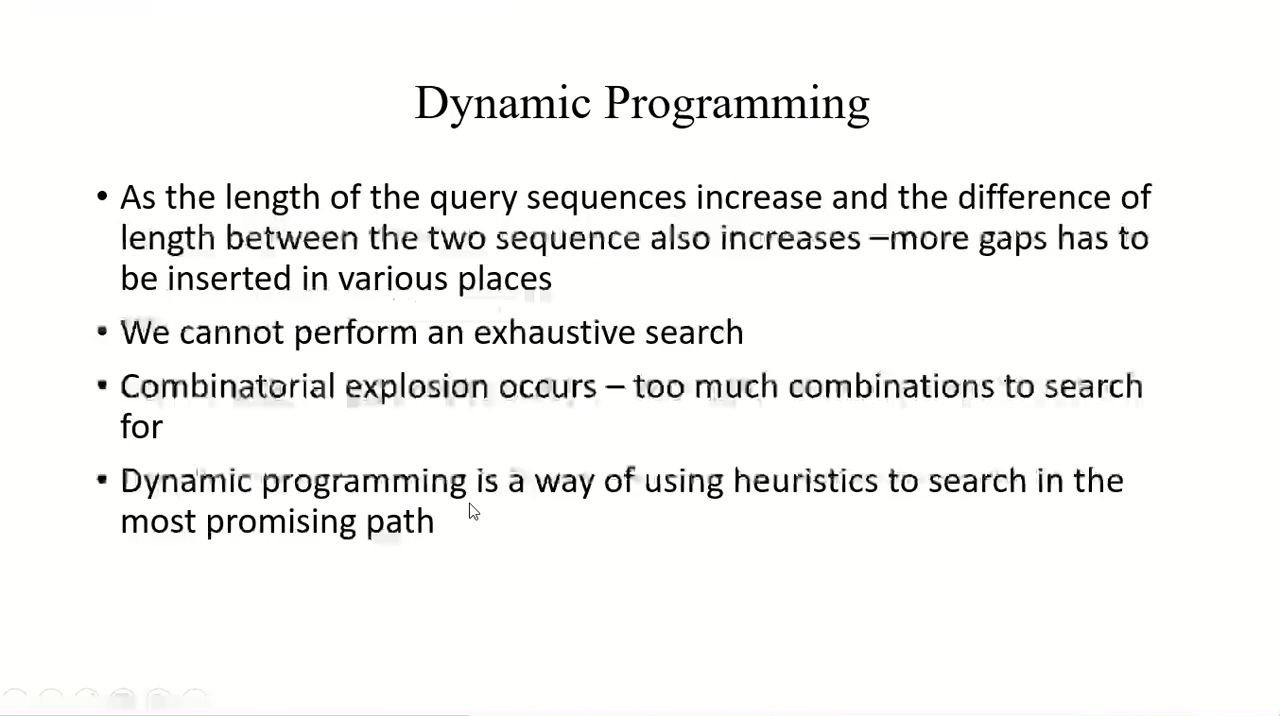 Dynamic Programming
• As the length of the query sequences increase and the difference of
length between the two sequence also increases –more gaps has to
be inserted in various places
• We cannot perform an exhaustive search
• Combinatorial explosion occurs – too much combinations to search
for
• Dynamic programming is a way of using heuristics to search in the
most promising path